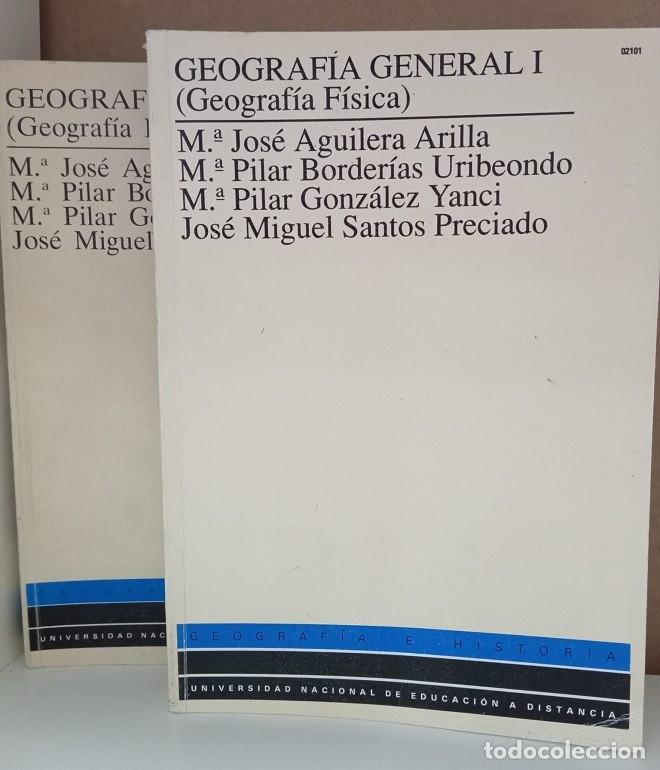 GEOGRAFÍA GENERAL I
(Geografía Física)
02101
M.ª José Aguilera Arilla
M.ª Pilar Borderías Uribeondo
M.ª Pilar González Yanci
José Miguel Santos Preciado
GEOGRAFÍA E HISTORIA
UNIVERSIDAD NACIONAL DE EDUCACIÓN A DISTANCIA
GEOGRAF
(Geografía
M.ª José Ag
M.ª Pilar Bo
M.ª Pilar G
José Miguel
GEOGRA
UNIVERSIDAD NAC
todocoleccion